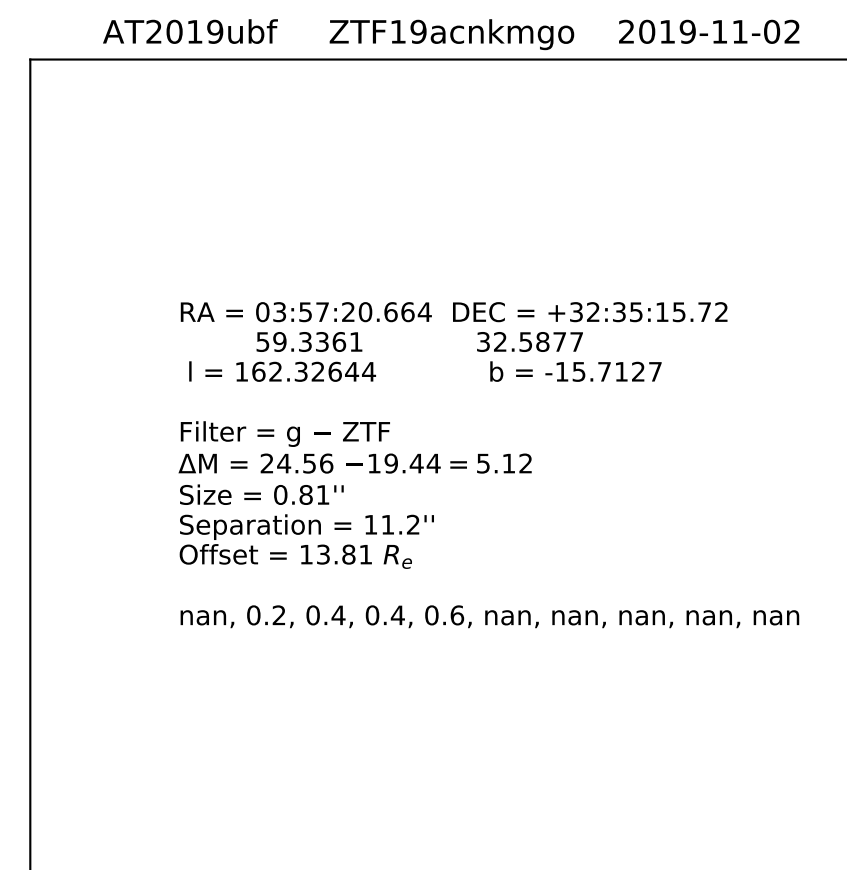 AT2019ubf ZTF19acnkmgo 2019-11-02
RA = 03:57:20.664 DEC = +32:35:15.72
59.3361 32.5877
l = 162.32644 b = -15.7127
Filter = g − ZTF
ΔM = 24.56 −19.44 = 5.12
Size = 0.81''
Separation = 11.2''
Offset = 13.81 Rₑ
nan, 0.2, 0.4, 0.4, 0.6, nan, nan, nan, nan, nan